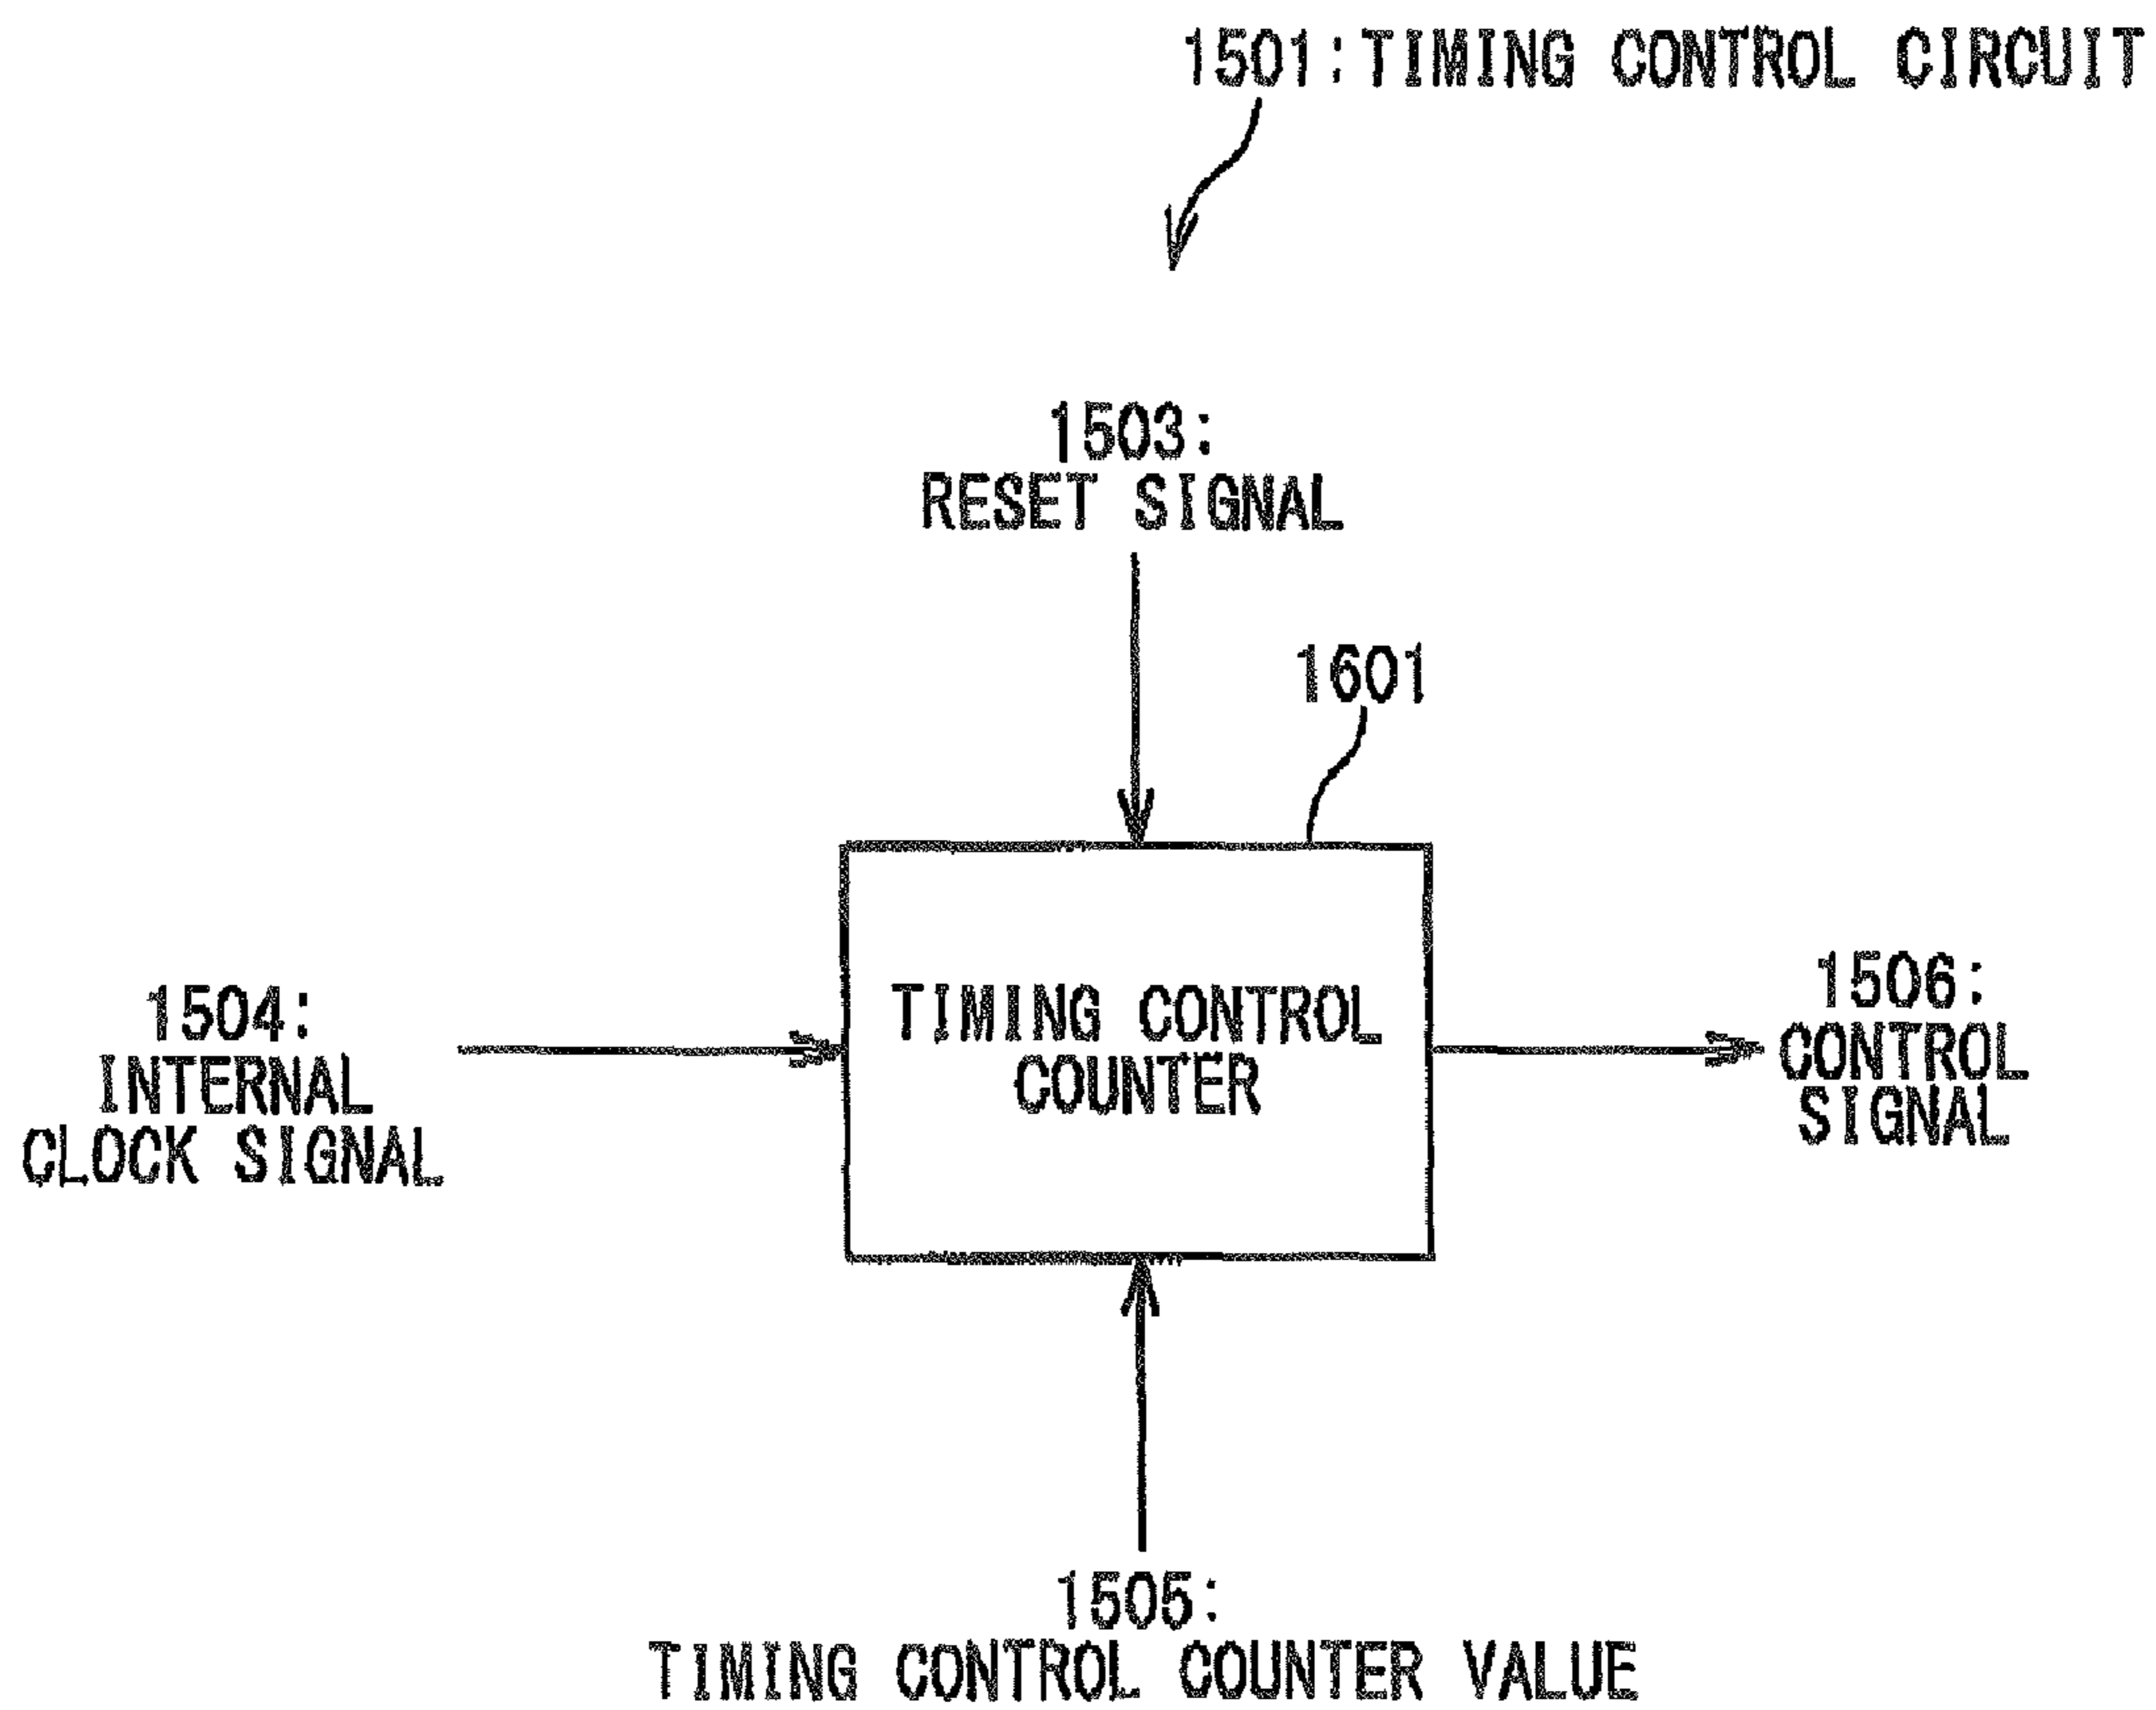 1501:TIMING CONTROL CIRCUIT
1503:
RESET SIGNAL
1601
1504:
INTERNAL
CLOCK SIGNAL
TIMING CONTROL
COUNTER
1506:
CONTROL
SIGNAL
1505:
TIMING CONTROL COUNTER VALUE